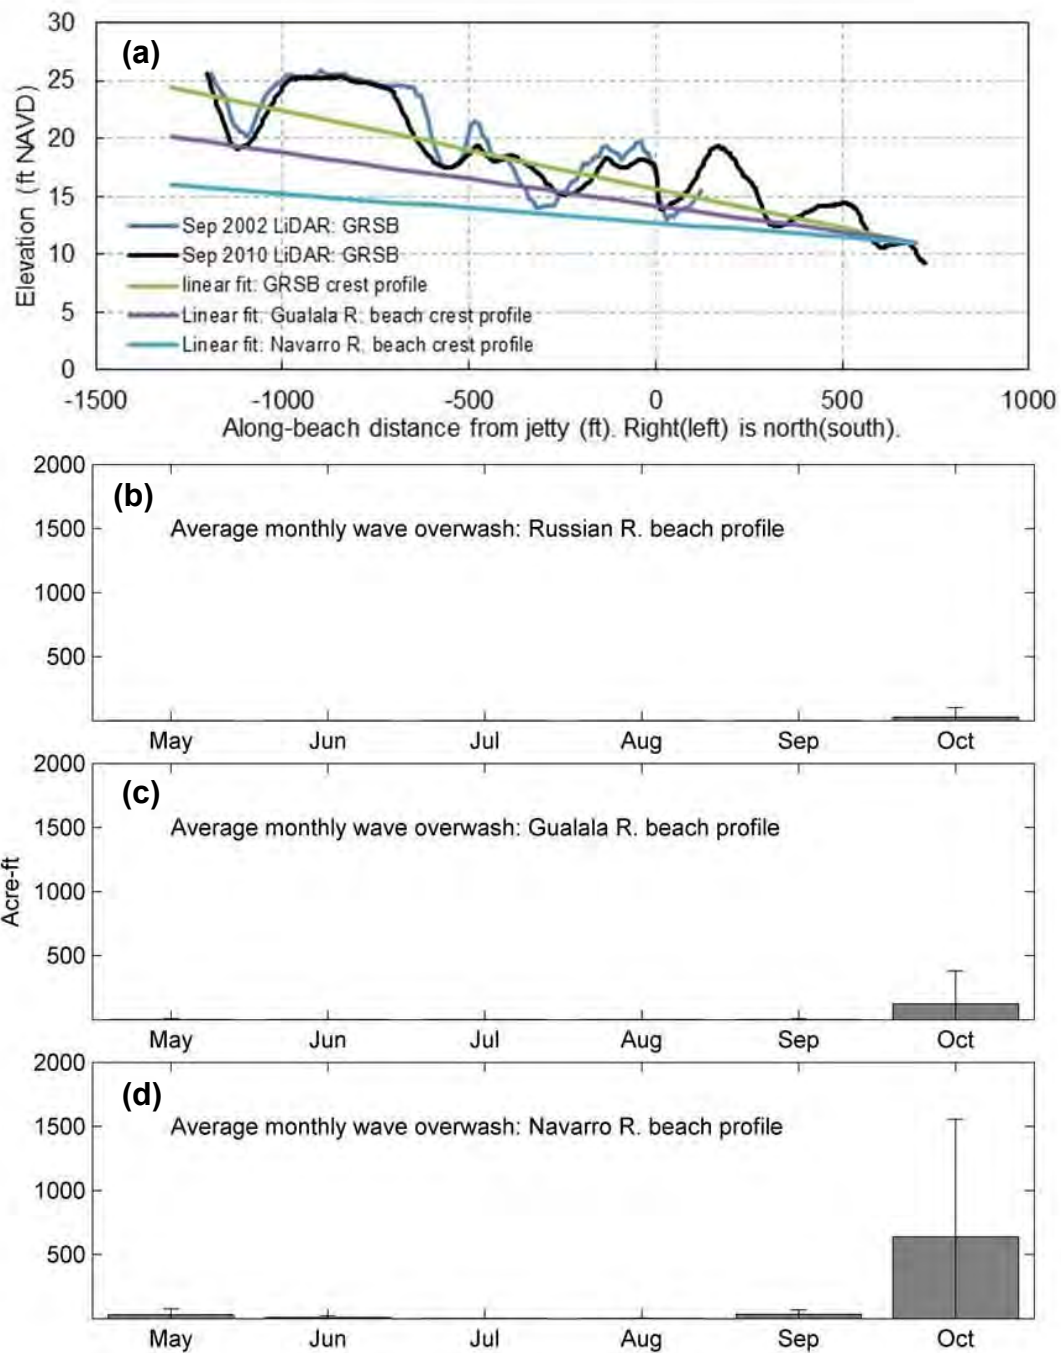 (a)
Elevation (ft NAVD)
30
25
20
15
10
5
0
Sep 2002 LiDAR: GRSB
Sep 2010 LiDAR: GRSB
linear fit: GRSB crest profile
Linear fit: Gualala R. beach crest profile
Linear fit: Navarro R. beach crest profile
-1500 -1000 -500 0 500 1000
Along-beach distance from jetty (ft). Right(left) is north(south).
(b)
Average monthly wave overwash: Russian R. beach profile
2000
1500
1000
500
May Jun Jul Aug Sep Oct
(c)
Average monthly wave overwash: Gualala R. beach profile
Acre-ft
2000
1500
1000
500
May Jun Jul Aug Sep Oct
(d)
Average monthly wave overwash: Navarro R. beach profile
2000
1500
1000
500
May Jun Jul Aug Sep Oct